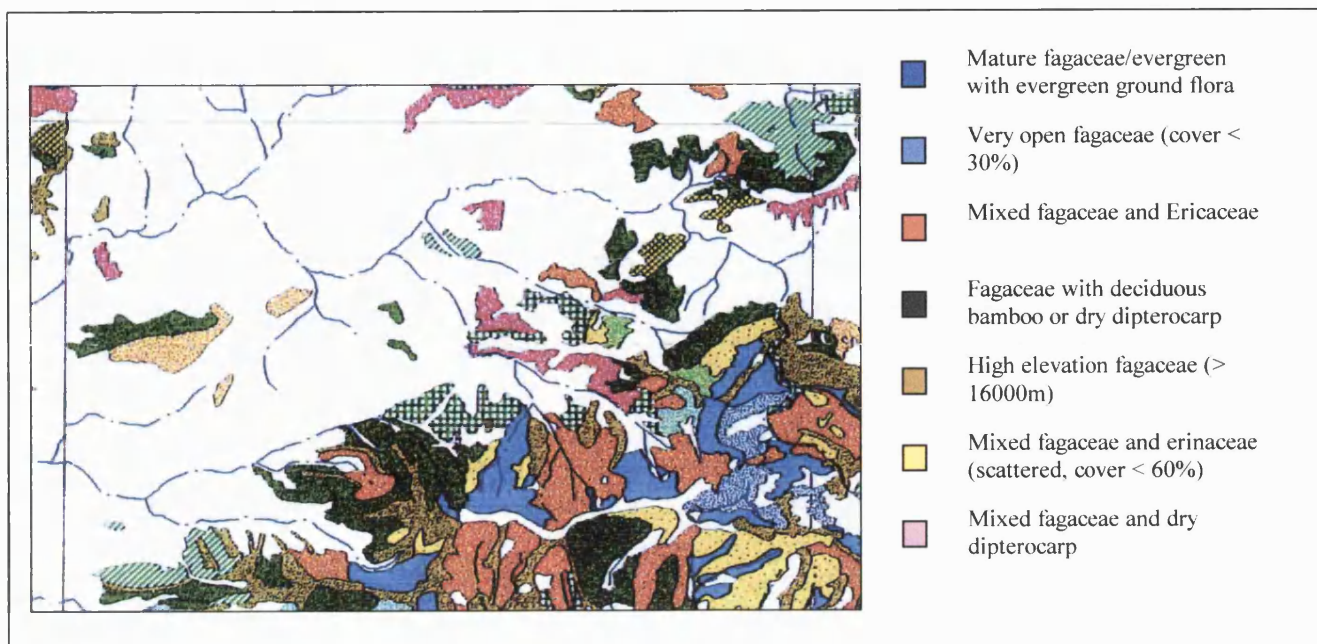 Mature fagaceae/evergreen
with evergreen ground flora
Very open fagaceae (cover <
30%)
Mixed fagaceae and Ericaceae
Fagaceae with deciduous
bamboo or dry dipterocarp
High elevation fagaceae (>
16000m)
Mixed fagaceae and erinaceae
(scattered, cover < 60%)
Mixed fagaceae and dry
dipterocarp